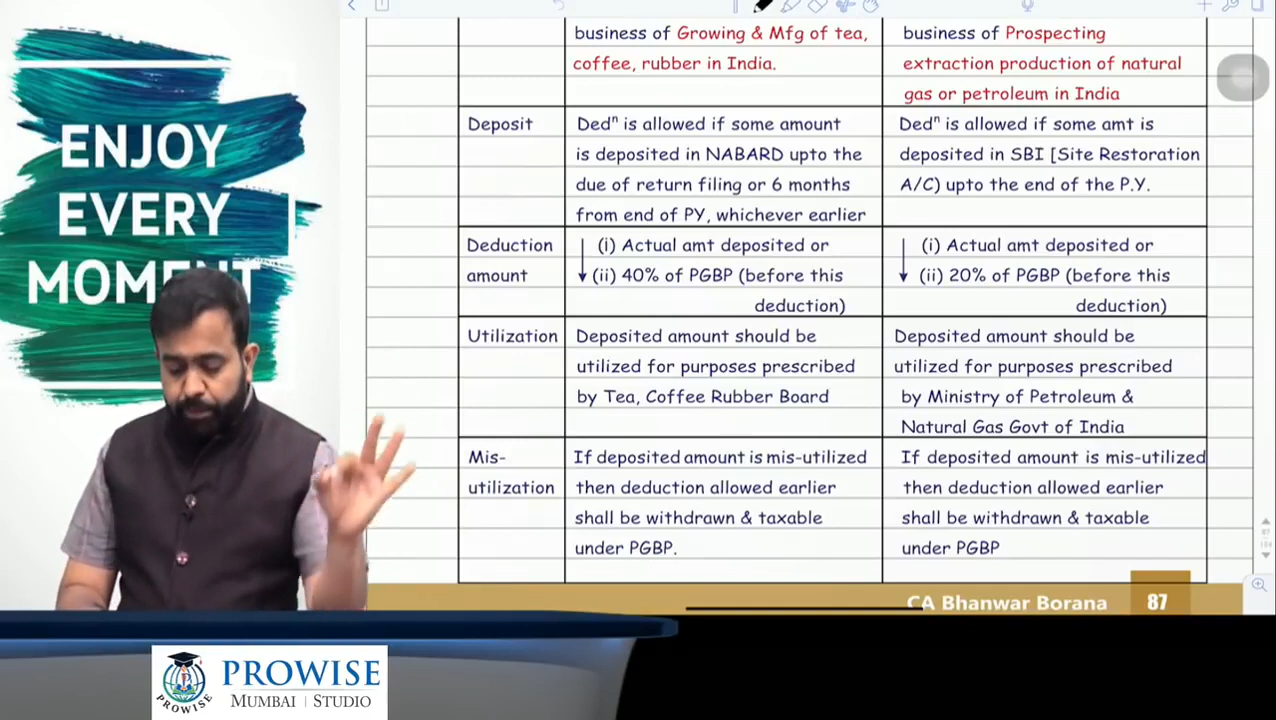 ENJOY
EVERY
MOMENT
business of Growing & Mfg of tea,
coffee, rubber in India.
business of Prospecting
extraction production of natural
gas or petroleum in India
Deposit
Dedⁿ is allowed if some amount
is deposited in NABARD upto the
due of return filing or 6 months
from end of PY, whichever earlier
Dedⁿ is allowed if some amt is
deposited in SBI [Site Restoration
A/C) upto the end of the P.Y.
Deduction
amount
(i) Actual amt deposited or
(ii) 40% of PGBP (before this
deduction)
(i) Actual amt deposited or
(ii) 20% of PGBP (before this
deduction)
Utilization
Deposited amount should be
utilized for purposes prescribed
by Tea, Coffee Rubber Board
Deposited amount should be
utilized for purposes prescribed
by Ministry of Petroleum &
Natural Gas Govt of India
Mis-
utilization
If deposited amount is mis-utilized
then deduction allowed earlier
shall be withdrawn & taxable
under PGBP.
If deposited amount is mis-utilized
then deduction allowed earlier
shall be withdrawn & taxable
under PGBP
CA Bhanwar Borana 87
PROWISE
PROWISE
MUMBAI | STUDIO